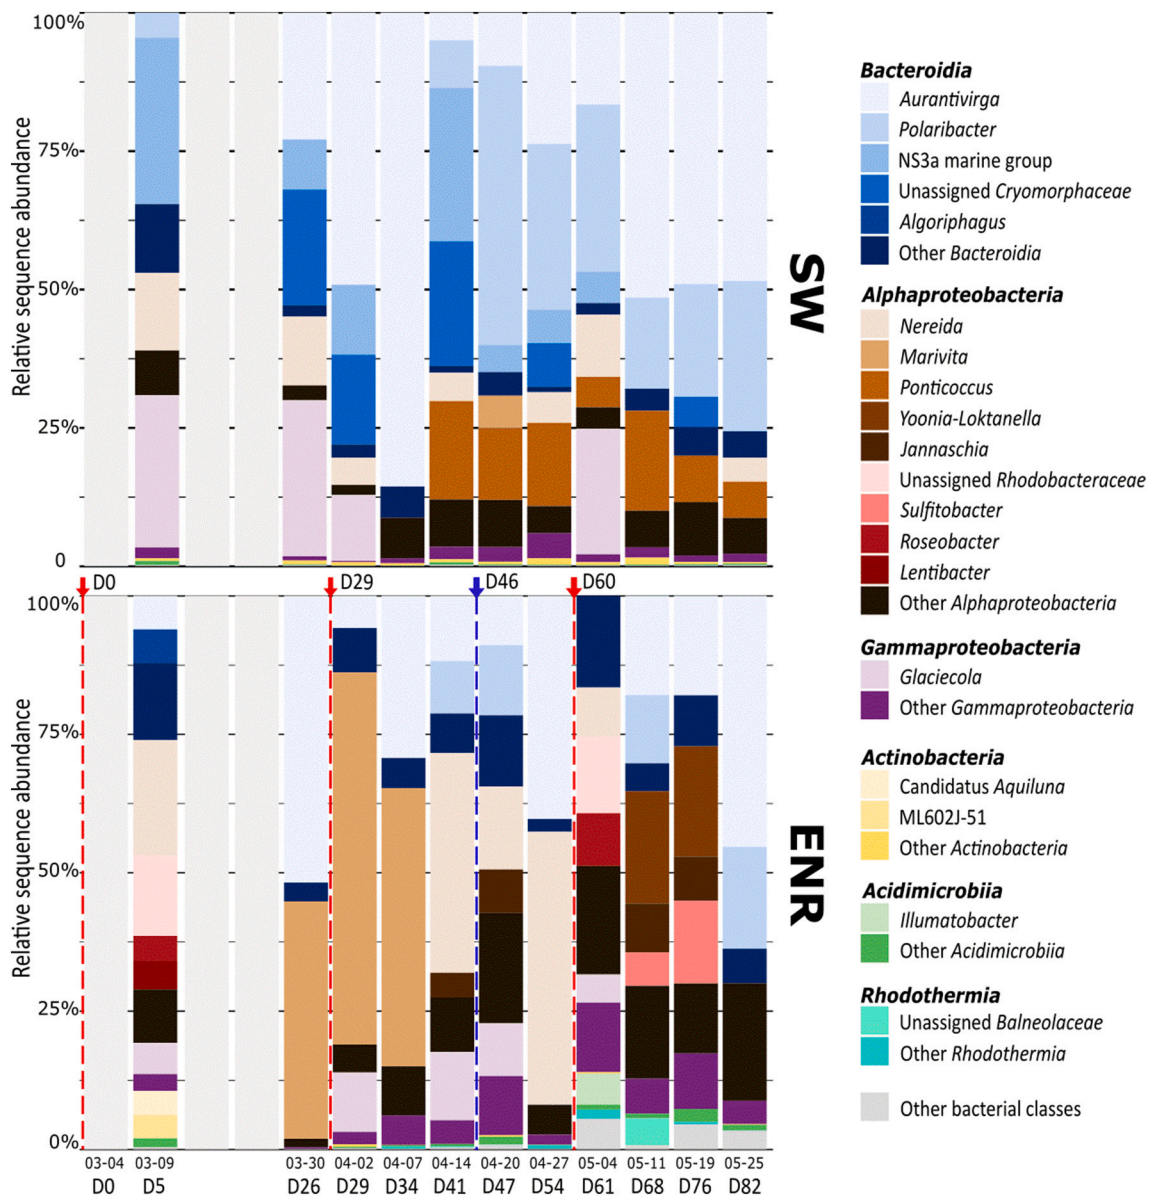 100%
75%
50%
25%
0
Relative sequence abundance
SW
D0
D29
D46
D60
100%
75%
50%
25%
0%
Relative sequence abundance
ENR
03-04
03-09
03-30
04-02
04-07
04-14
04-20
04-27
05-04
05-11
05-19
05-25
D0
D5
D26
D29
D34
D41
D47
D54
D61
D68
D76
D82
Bacteroidia
Aurantivirga
Polaribacter
NS3a marine group
Unassigned Cryomorphaceae
Algoriphagus
Other Bacteroidia
Alphaproteobacteria
Nereida
Marivita
Ponticoccus
Yoonia-Loktanella
Jannaschia
Unassigned Rhodobacteraceae
Sulfitobacter
Roseobacter
Lentibacter
Other Alphaproteobacteria
Gammaproteobacteria
Glaciecola
Other Gammaproteobacteria
Actinobacteria
Candidatus Aquiluna
ML602J-51
Other Actinobacteria
Acidimicrobiia
Illumatobacter
Other Acidimicrobiia
Rhodothermia
Unassigned Balneolaceae
Other Rhodothermia
Other bacterial classes